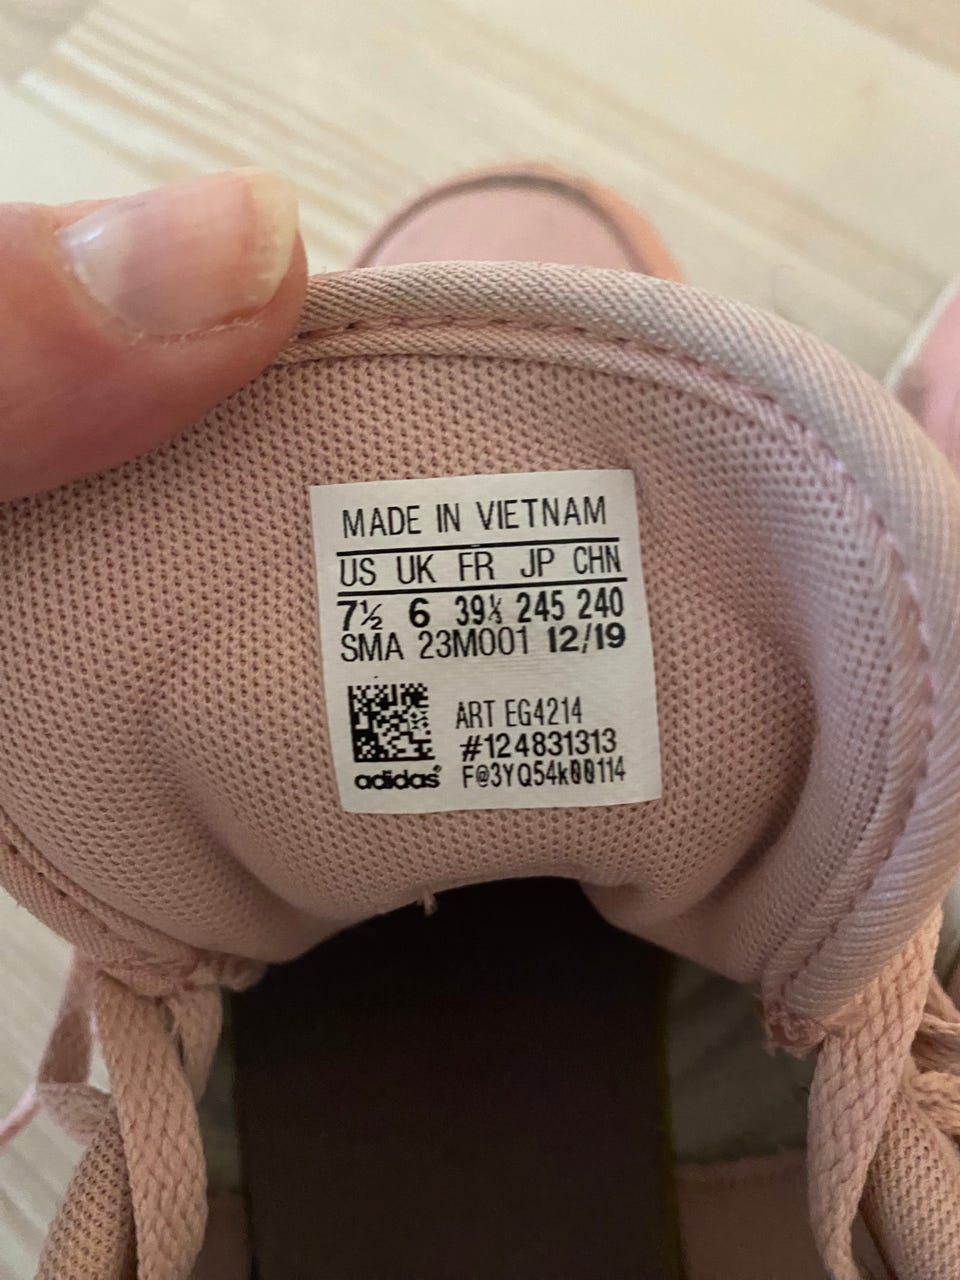 MADE IN VIETNAM
US UK FR JP CHN
7½ 6 39⅓ 245 240
SMA 23M001 12/19
ART EG4214
#124831313
adidas® F@3YQ54k00114